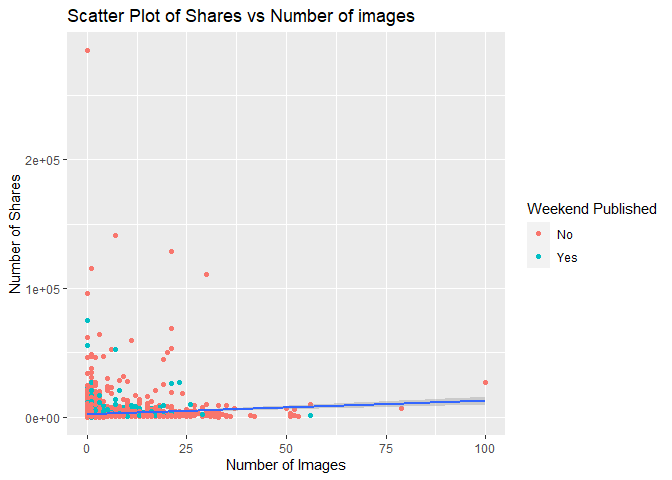 Scatter Plot of Shares vs Number of images
Number of Shares
2e+05
1e+05
0e+00
0
25
50
75
100
Number of Images
Weekend Published
No
Yes